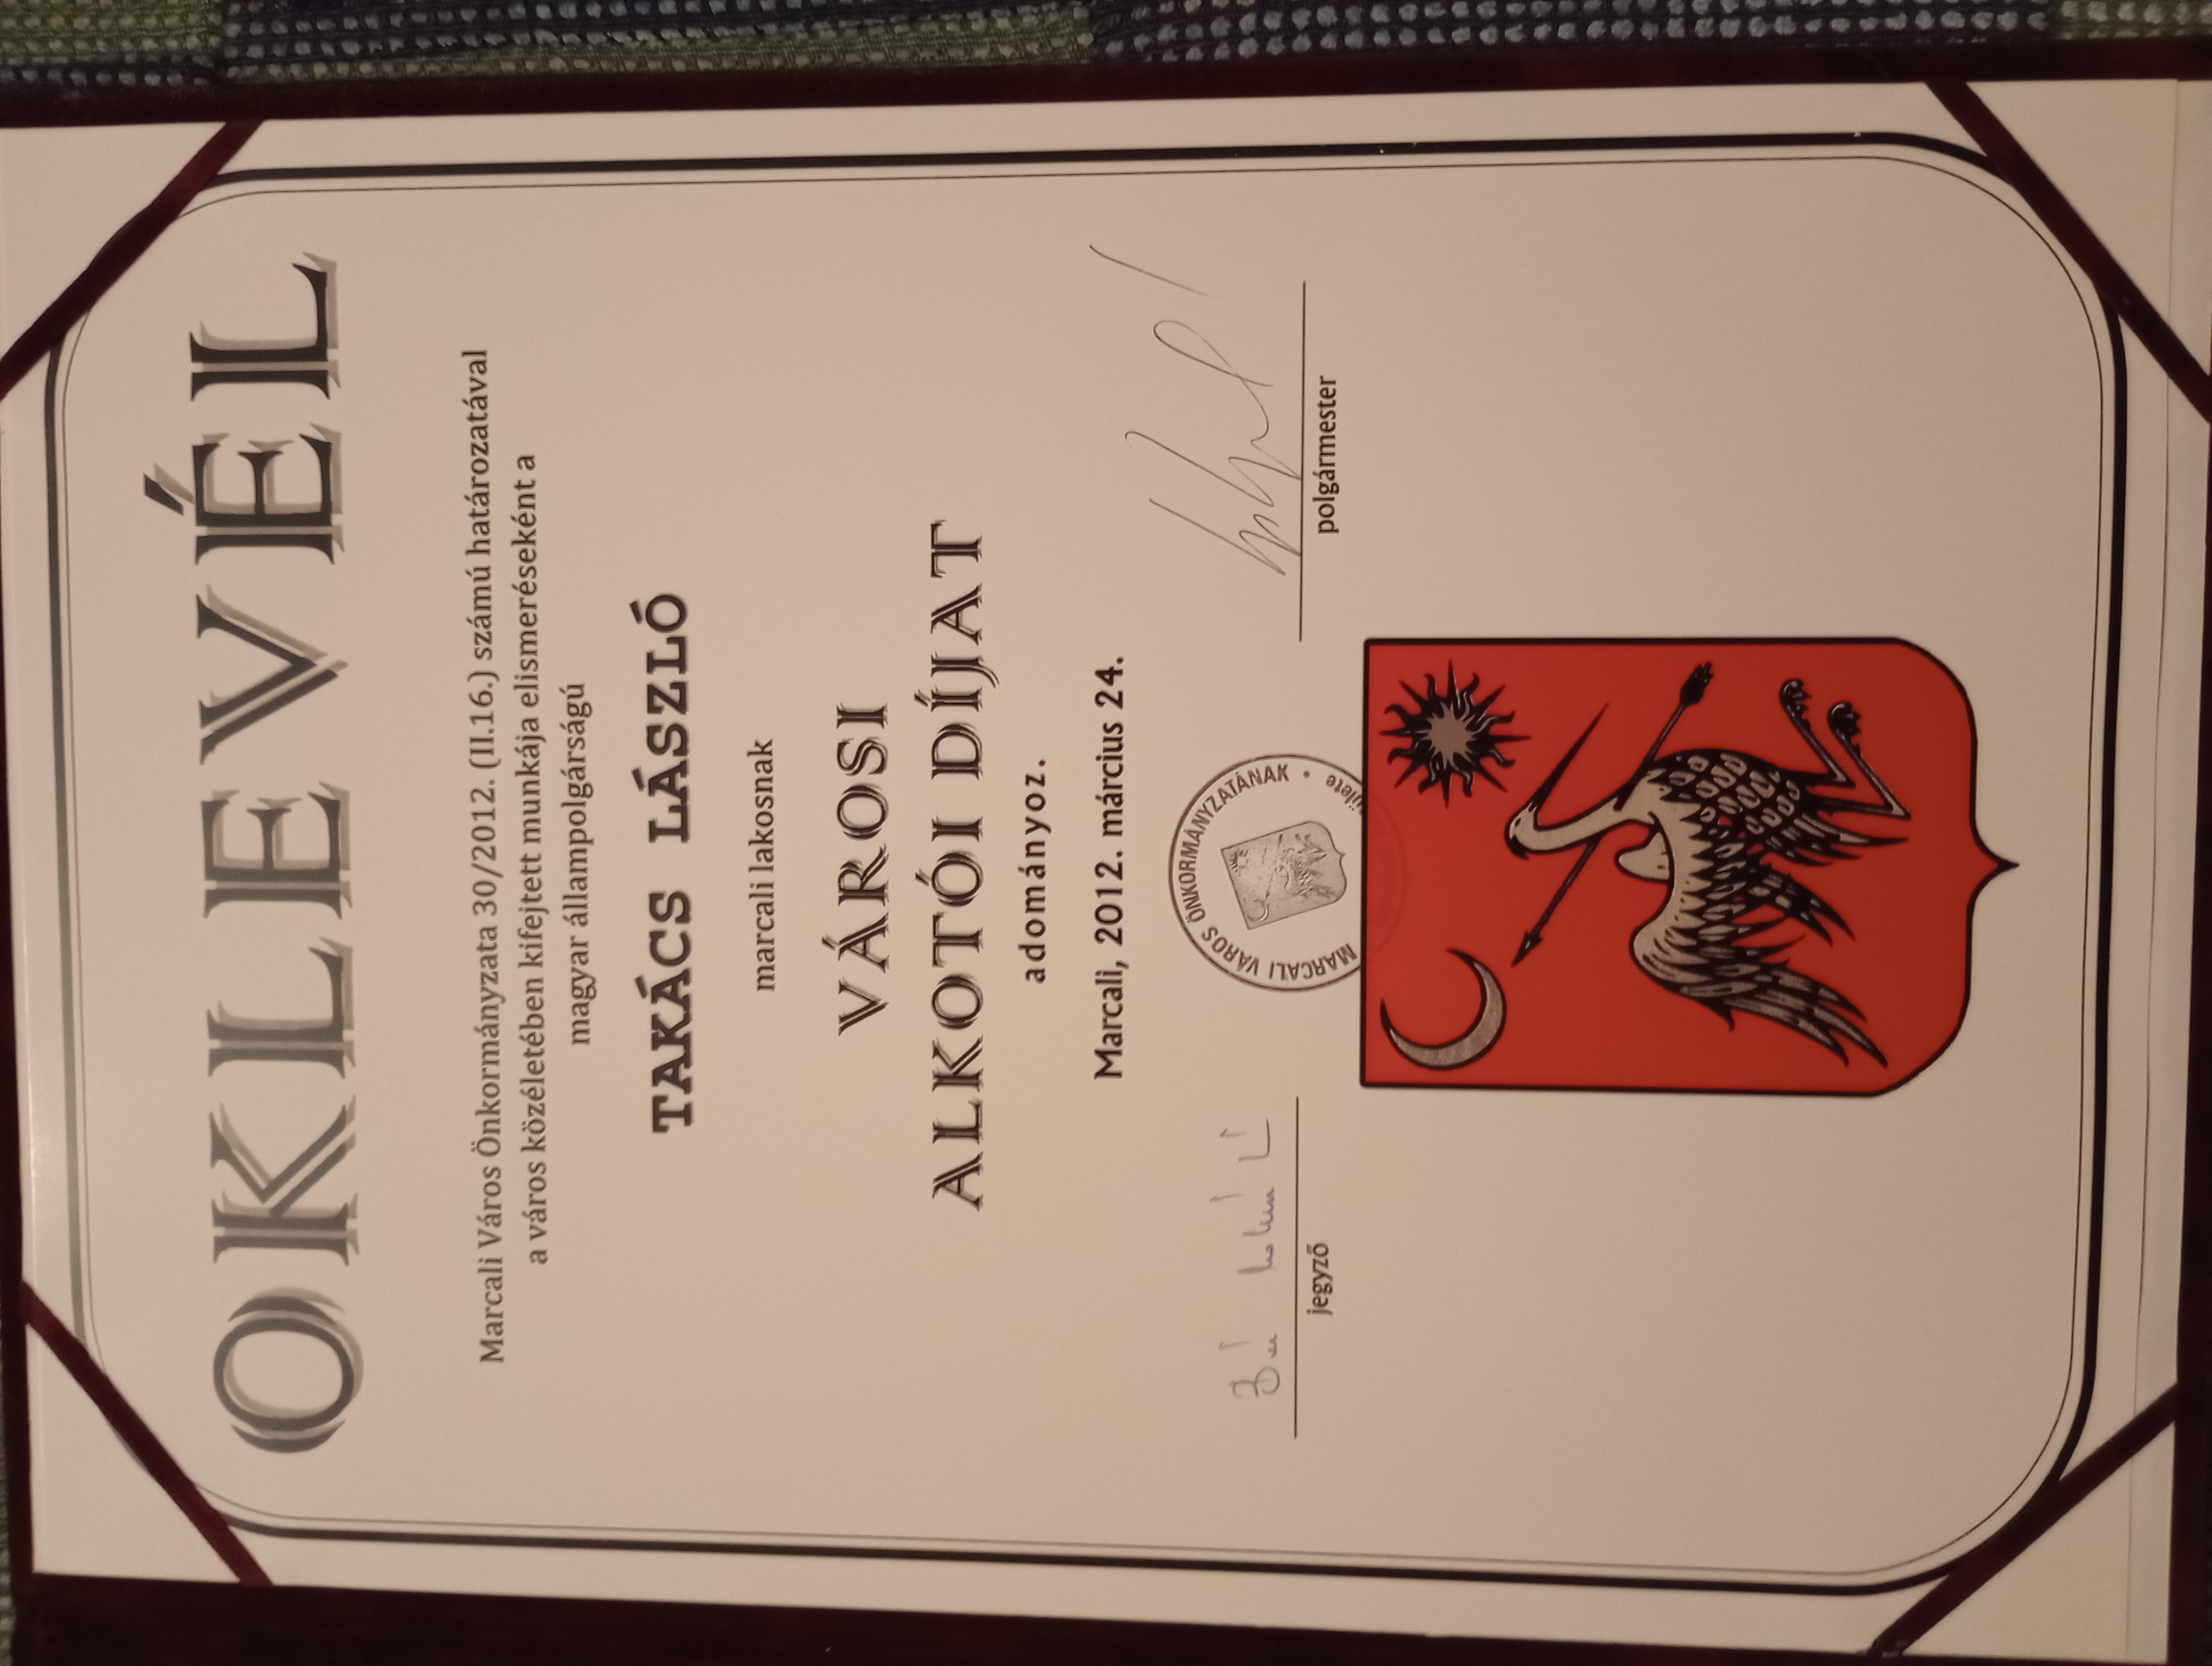 OKLEVÉL
Marcali Város Önkormányzata 30/2012. (II.16.) számú határozatával
a város közéletében kifejtett munkája elismeréseként a
magyar állampolgárságú
TAKÁCS LÁSZLÓ
marcali lakosnak
VÁROSI
ALKOTÓI DÍJAT
adományoz.
Marcali, 2012. március 24.
MARCALI VÁROS ÖNKORMÁNYZATÁNAK •
jegyző
polgármester